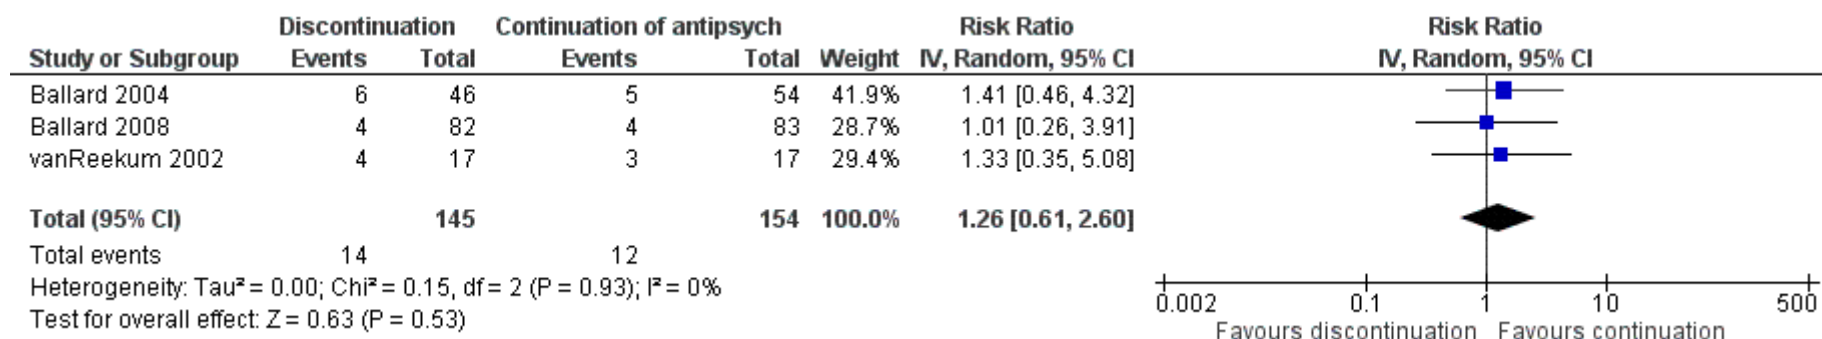 Discontinuation Continuation of antipsych Risk Ratio Risk Ratio
Study or Subgroup Events Total Events Total Weight IV, Random, 95% CI IV, Random, 95% CI
Ballard 2004 6 46 5 54 41.9% 1.41 [0.46, 4.32]
Ballard 2008 4 82 4 83 28.7% 1.01 [0.26, 3.91]
vanReekum 2002 4 17 3 17 29.4% 1.33 [0.35, 5.08]
Total (95% CI) 145 154 100.0% 1.26 [0.61, 2.60]
Total events 14 12
Heterogeneity: Tau² = 0.00; Chi² = 0.15, df = 2 (P = 0.93); I² = 0%
Test for overall effect: Z = 0.63 (P = 0.53)
0.002 0.1 1 10 500
Favours discontinuation Favours continuation